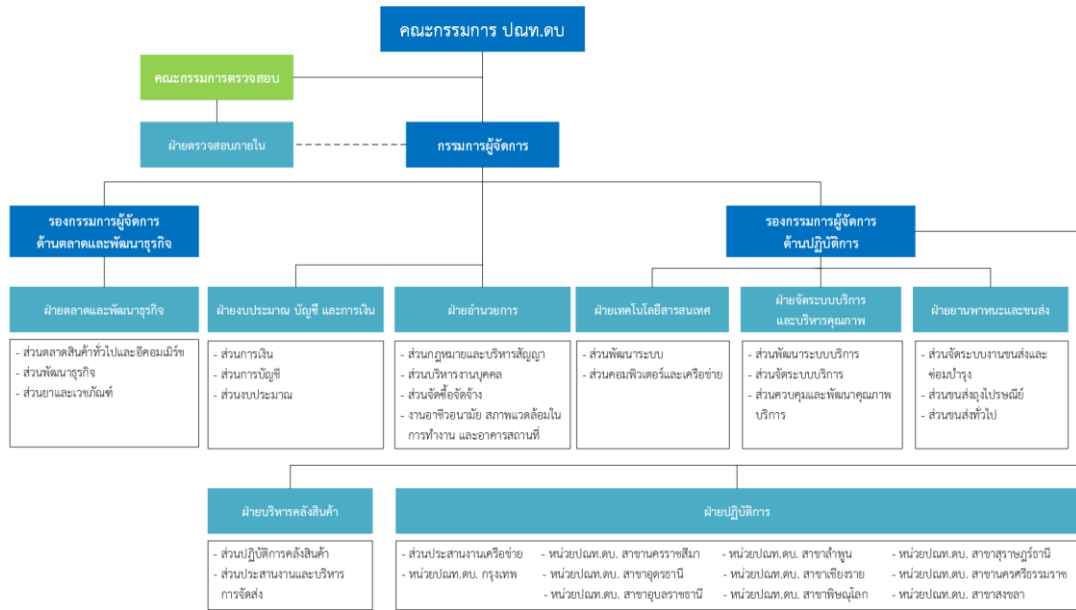 คณะกรรมการ ปณท.ดบ
คณะกรรมการตรวจสอบ
ฝ่ายตรวจสอบภายใน
กรรมการผู้จัดการ
รองกรรมการผู้จัดการ
ด้านตลาดและพัฒนาธุรกิจ
รองกรรมการผู้จัดการ
ด้านปฏิบัติการ
ฝ่ายตลาดและพัฒนาธุรกิจ
- ส่วนตลาดสินค้าทั่วไปและอีคอมเมิร์ซ
- ส่วนพัฒนาธุรกิจ
- ส่วนยาและเวชภัณฑ์
ฝ่ายงบประมาณ บัญชี และการเงิน
- ส่วนการเงิน
- ส่วนการบัญชี
- ส่วนงบประมาณ
ฝ่ายอำนวยการ
- ส่วนกฎหมายและบริหารสัญญา
- ส่วนบริหารงานบุคคล
- ส่วนจัดซื้อจัดจ้าง
- งานอาชีวอนามัย สภาพแวดล้อมใน
การทำงาน และอาคารสถานที่
ฝ่ายเทคโนโลยีสารสนเทศ
- ส่วนพัฒนาระบบ
- ส่วนคอมพิวเตอร์และเครือข่าย
ฝ่ายจัดระบบบริการ
และบริหารคุณภาพ
- ส่วนพัฒนาระบบบริการ
- ส่วนจัดระบบบริการ
- ส่วนควบคุมและพัฒนาคุณภาพ
บริการ
ฝ่ายยานพาหนะและขนส่ง
- ส่วนจัดระบบงานขนส่งและ
ซ่อมบำรุง
- ส่วนขนส่งถุงไปรษณีย์
- ส่วนขนส่งทั่วไป
ฝ่ายบริหารคลังสินค้า
- ส่วนปฏิบัติการคลังสินค้า
- ส่วนประสานงานและบริหาร
การจัดส่ง
ฝ่ายปฏิบัติการ
- ส่วนประสานงานเครือข่าย
- หน่วยปณท.ดบ. กรุงเทพ
- หน่วยปณท.ดบ. สาขานครราชสีมา
- หน่วยปณท.ดบ. สาขาอุดรธานี
- หน่วยปณท.ดบ. สาขาอุบลราชธานี
- หน่วยปณท.ดบ. สาขาลำพูน
- หน่วยปณท.ดบ. สาขาเชียงราย
- หน่วยปณท.ดบ. สาขาพิษณุโลก
- หน่วยปณท.ดบ. สาขาสุราษฎร์ธานี
- หน่วยปณท.ดบ. สาขานครศรีธรรมราช
- หน่วยปณท.ดบ. สาขาสงขลา